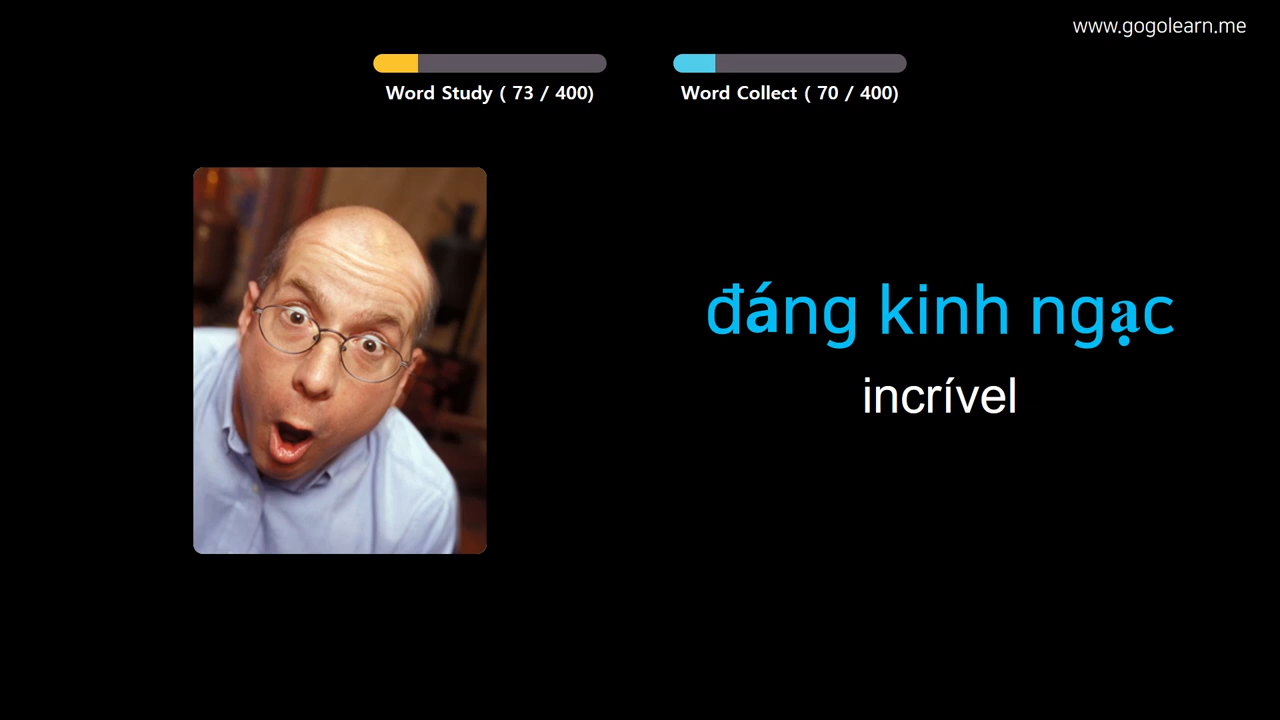 www.gogolearn.me
Word Study ( 73 / 400)
Word Collect ( 70 / 400)
đáng kinh ngạc
incrível